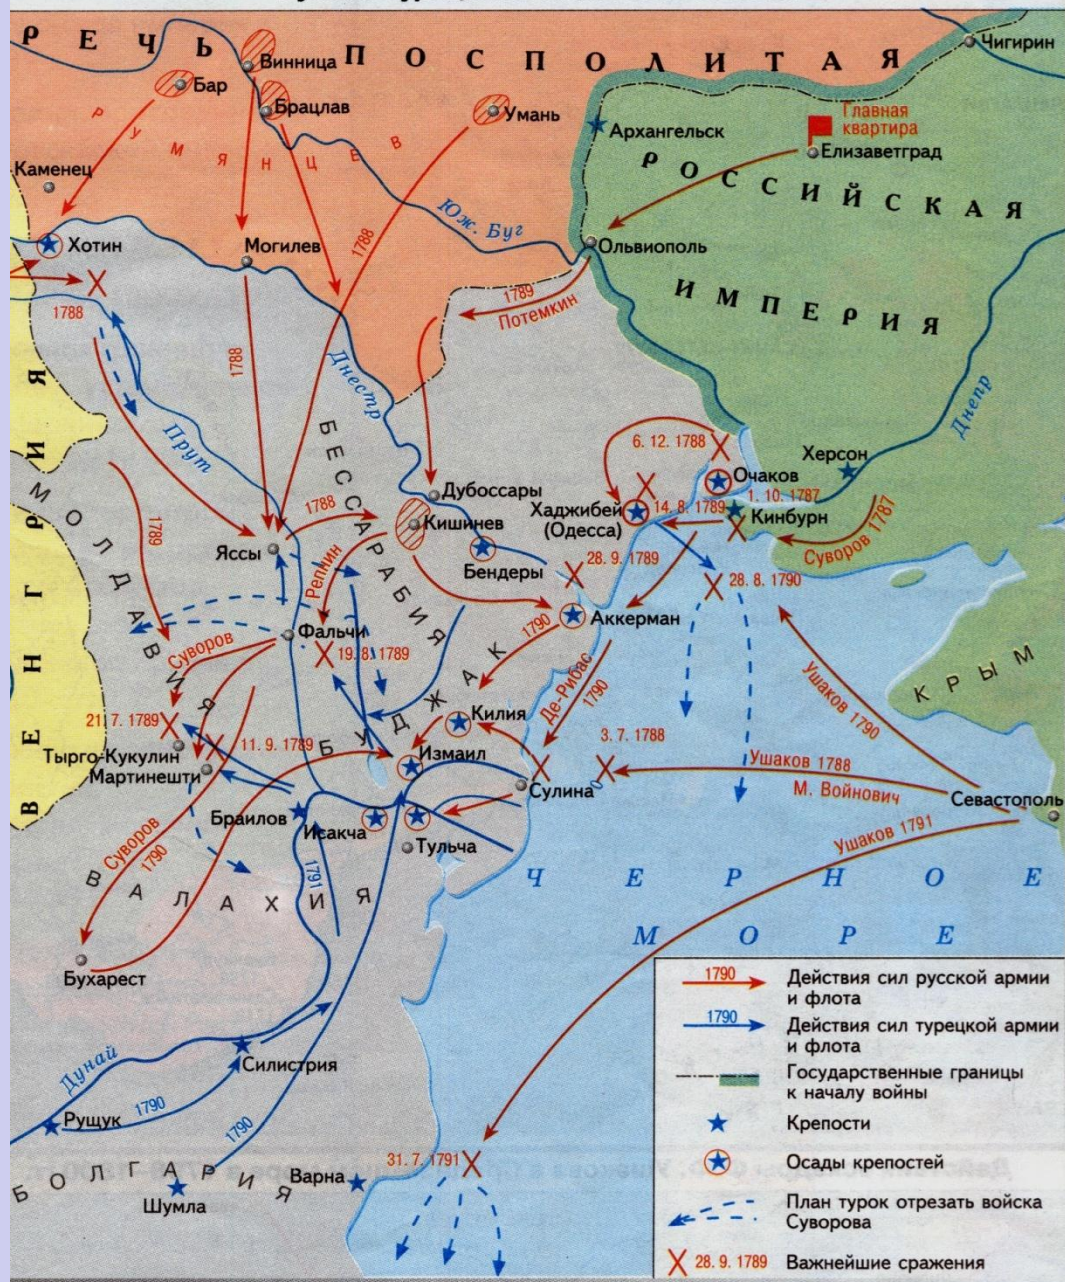 РЕЧЬ ПОСПОЛИТАЯ
Чигирин
Винница
Бар
Брацлав
Умань
РУМЯНЦЕВ
Архангельск
Главная
квартира
Елизаветград
РОССИЙСКАЯ
ИМПЕРИЯ
Каменец
Юж. Буг
Хотин
Могилев
1788
Ольвиополь
1789
Потемкин
1788
1788
Днестр
Днепр
Прут
БЕССАРАБИЯ
6. 12. 1788
Херсон
Очаков
Дубоссары
1788
Кишинев
Хаджибей
(Одесса)
14. 8. 1789
1. 10. 1787
Кинбурн
Суворов 1787
МОЛДАВИЯ
1789
Яссы
Репнин
Бендеры
28. 9. 1789
28. 8. 1790
ВЕНГРИЯ
Фальчи
Аккерман
1790
Суворов
19. 8. 1789
КРЫМ
БУДЖАК
Де-Рибас
1790
Ушаков
1790
21. 7. 1789
Килия
11. 9. 1789
Тырго-Кукулин
Мартинешти
Измаил
3. 7. 1788
Ушаков 1788
М. Войнович
Сулина
Севастополь
Браилов
Исакча
Тульча
Ушаков 1791
Суворов
1790
1791
ВАЛАХИЯ
ЧЕРНОЕ
МОРЕ
Бухарест
Дунай
Силистрия
Рущук
1790
1790
БОЛГАРИЯ
31. 7. 1791
Варна
Шумла
1790
Действия сил русской армии
и флота
1790
Действия сил турецкой армии
и флота
Государственные границы
к началу войны
Крепости
Осады крепостей
План турок отрезать войска
Суворова
28. 9. 1789
Важнейшие сражения